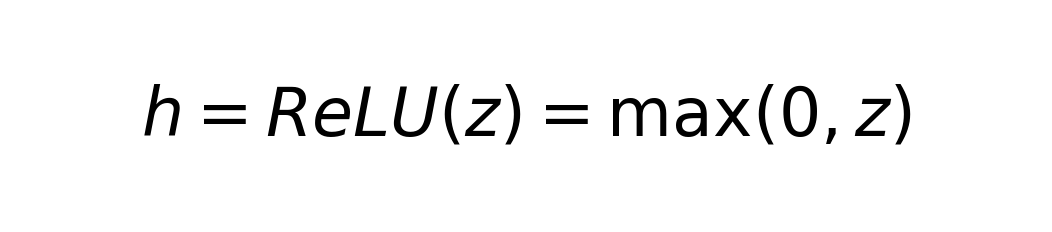 h = ReLU(z) = max(0, z)